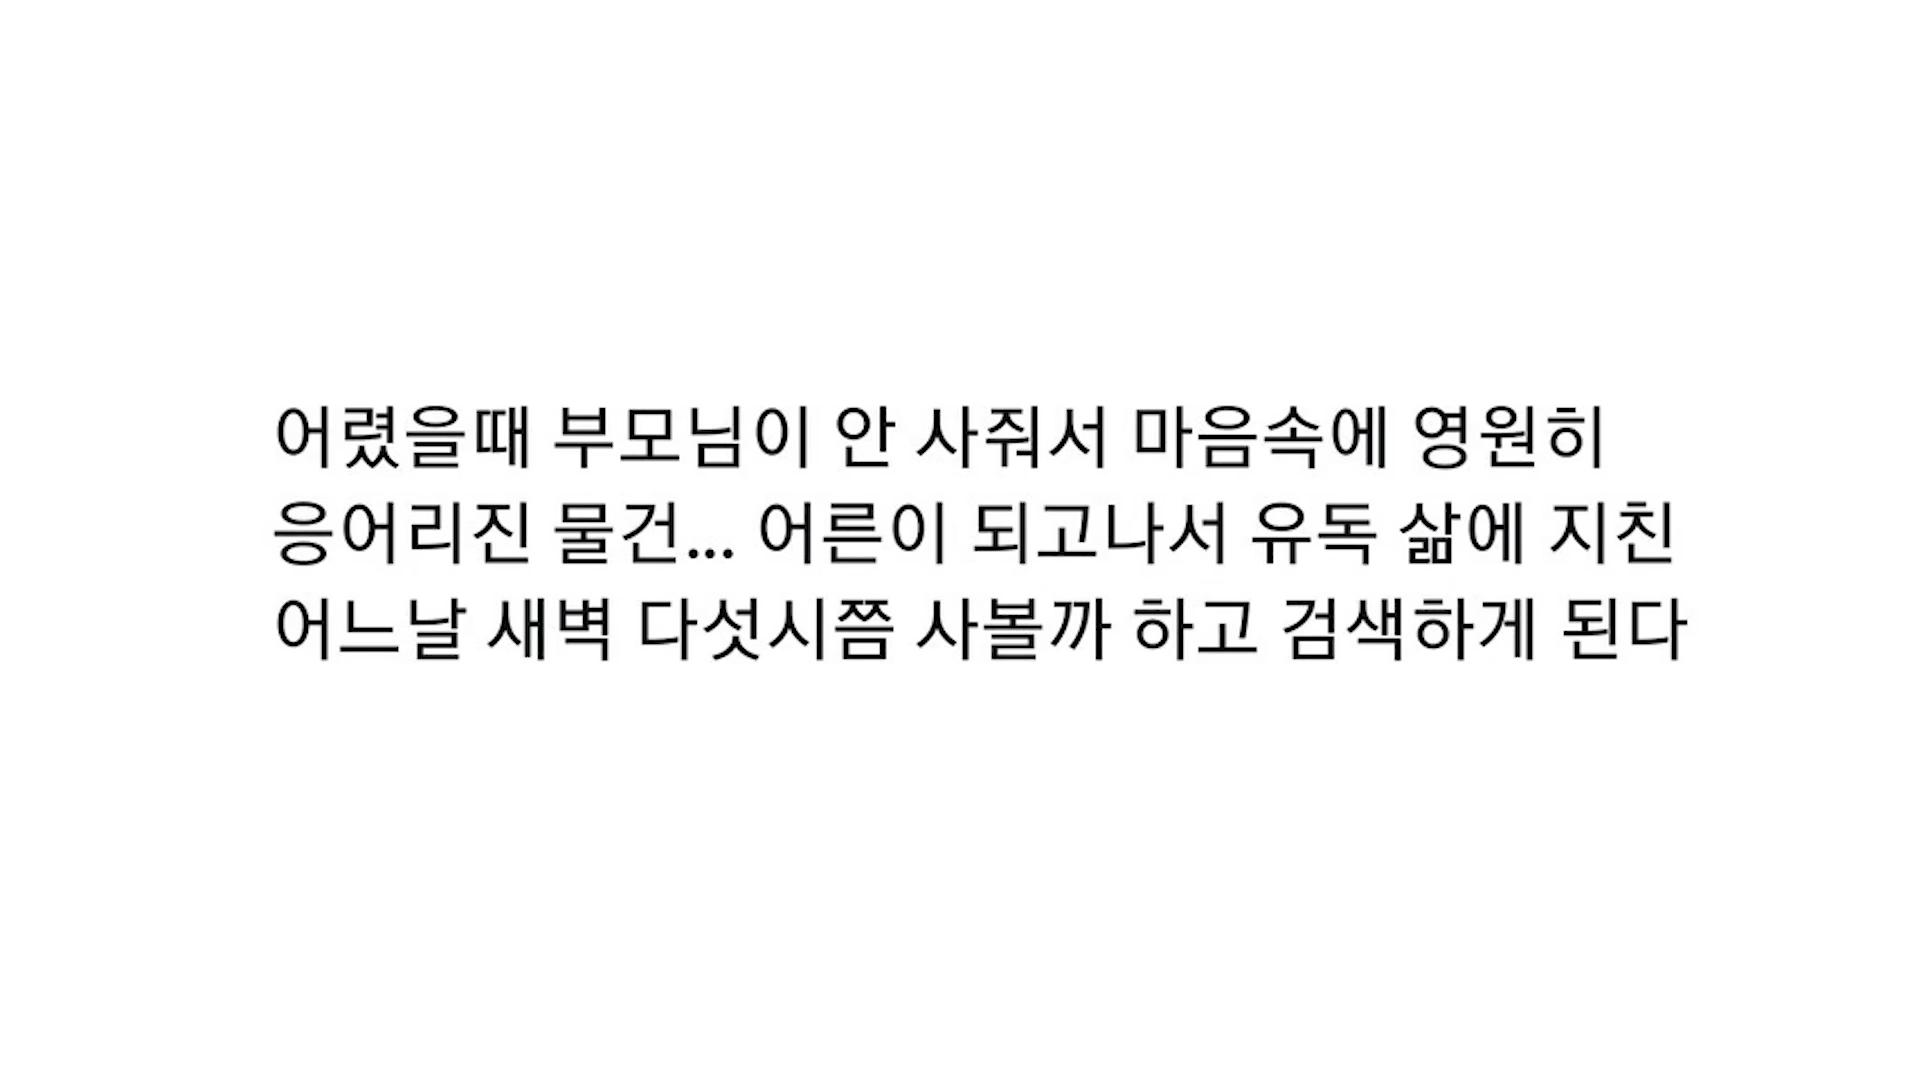 어렸을때 부모님이 안 사줘서 마음속에 영원히
응어리진 물건... 어른이 되고나서 유독 삶에 지친
어느날 새벽 다섯시쯤 사볼까 하고 검색하게 된다